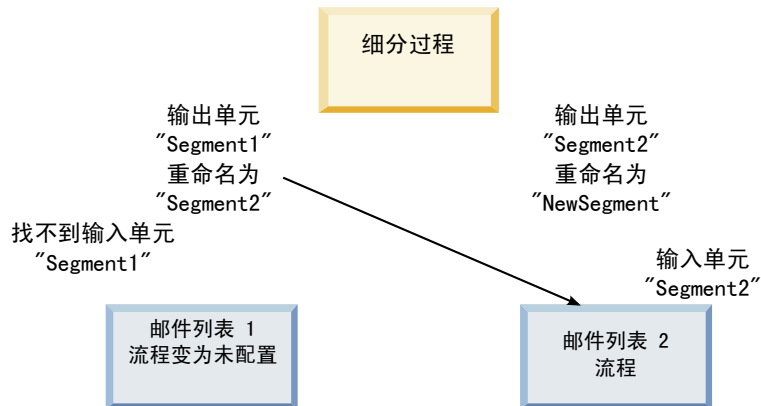 细分过程
输出单元
"Segment1"
重命名为
"Segment2"
输出单元
"Segment2"
重命名为
"NewSegment"
找不到输入单元
"Segment1"
输入单元
"Segment2"
邮件列表 1
流程变为未配置
邮件列表 2
流程